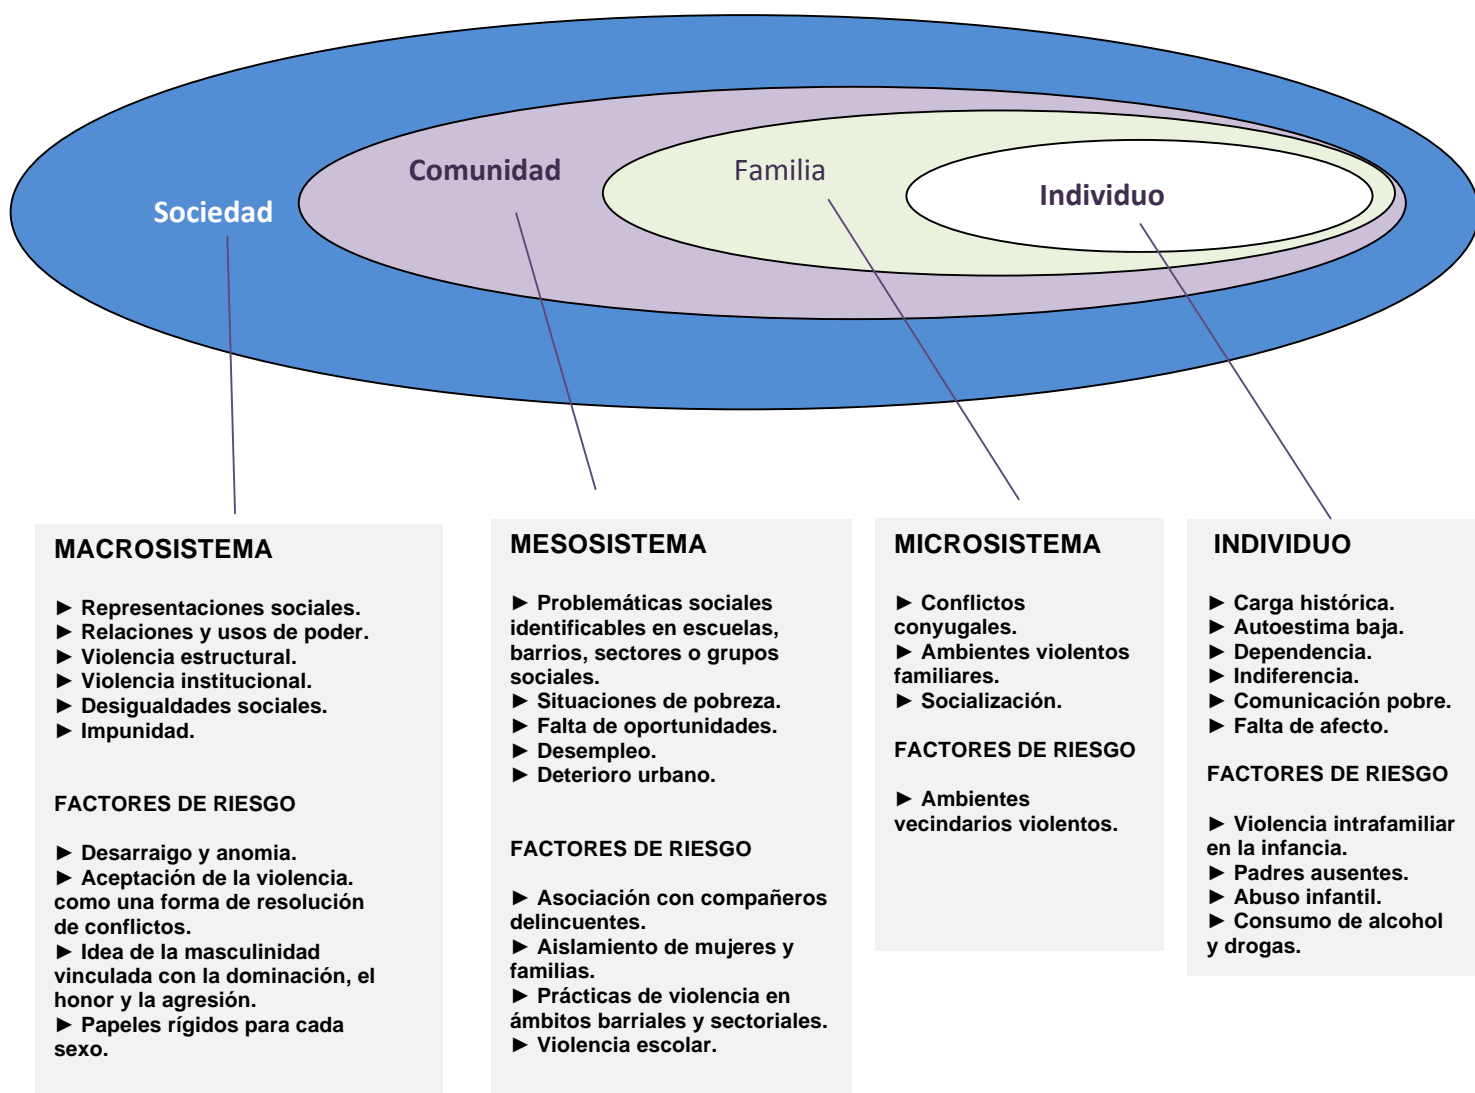 Comunidad
Familia
Individuo
Sociedad
MACROSISTEMA
► Representaciones sociales.
► Relaciones y usos de poder.
► Violencia estructural.
► Violencia institucional.
► Desigualdades sociales.
► Impunidad.
FACTORES DE RIESGO
► Desarraigo y anomia.
► Aceptación de la violencia.
como una forma de resolución
de conflictos.
► Idea de la masculinidad
vinculada con la dominación, el
honor y la agresión.
► Papeles rígidos para cada
sexo.
MESOSISTEMA
► Problemáticas sociales
identificables en escuelas,
barrios, sectores o grupos
sociales.
► Situaciones de pobreza.
► Falta de oportunidades.
► Desempleo.
► Deterioro urbano.
FACTORES DE RIESGO
► Asociación con compañeros
delincuentes.
► Aislamiento de mujeres y
familias.
► Prácticas de violencia en
ámbitos barriales y sectoriales.
► Violencia escolar.
MICROSISTEMA
► Conflictos
conyugales.
► Ambientes violentos
familiares.
► Socialización.
FACTORES DE RIESGO
► Ambientes
vecindarios violentos.
INDIVIDUO
► Carga histórica.
► Autoestima baja.
► Dependencia.
► Indiferencia.
► Comunicación pobre.
► Falta de afecto.
FACTORES DE RIESGO
► Violencia intrafamiliar
en la infancia.
► Padres ausentes.
► Abuso infantil.
► Consumo de alcohol
y drogas.